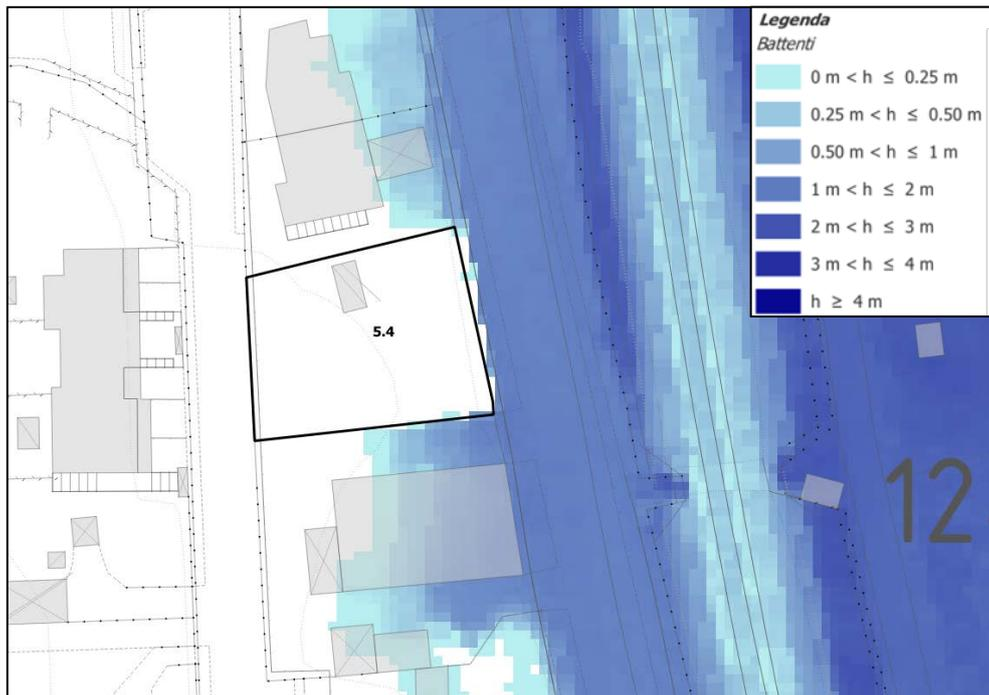 Legenda
Battenti
0 m < h ≤ 0.25 m
0.25 m < h ≤ 0.50 m
0.50 m < h ≤ 1 m
1 m < h ≤ 2 m
2 m < h ≤ 3 m
3 m < h ≤ 4 m
h ≥ 4 m
5.4
12